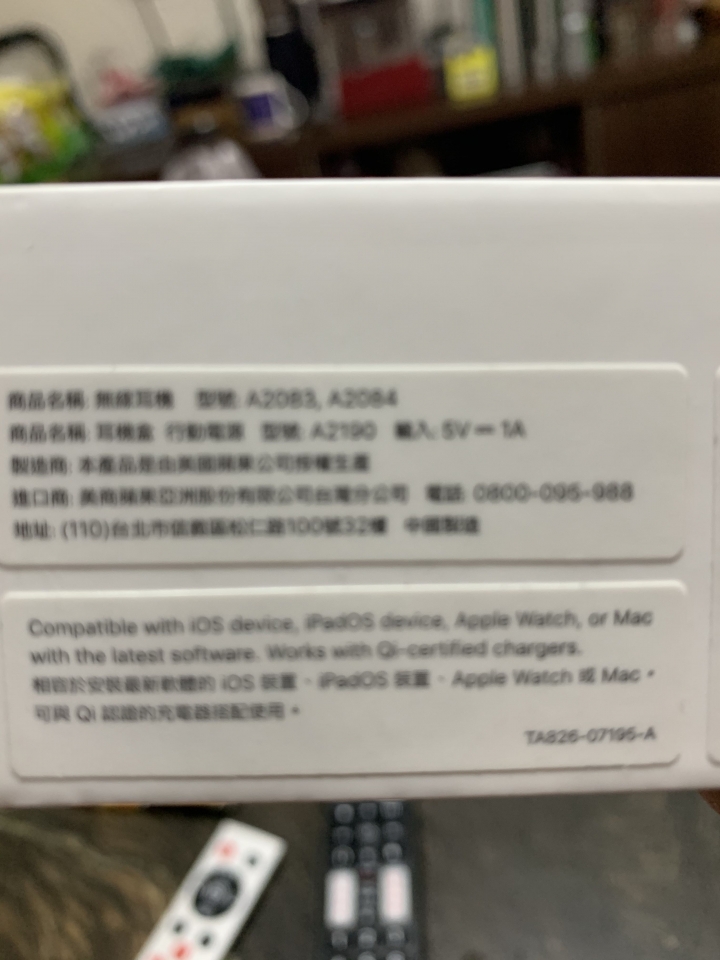 商品名稱: 無線耳機 型號: A2083, A2084
商品名稱: 耳機盒 行動電源 型號: A2190 輸入: 5V⎓1A
製造商: 本產品是由美國蘋果公司授權生產
進口商: 美商蘋果亞洲股份有限公司台灣分公司 電話: 0800-095-988
地址: (110)台北市信義區松仁路100號32樓 中國製造
Compatible with iOS device, iPadOS device, Apple Watch, or Mac
with the latest software. Works with Qi-certified chargers.
相容於安裝最新軟體的 iOS 裝置、iPadOS 裝置、Apple Watch 或 Mac。
可與 Qi 認證的充電器搭配使用。
TA826-07195-A